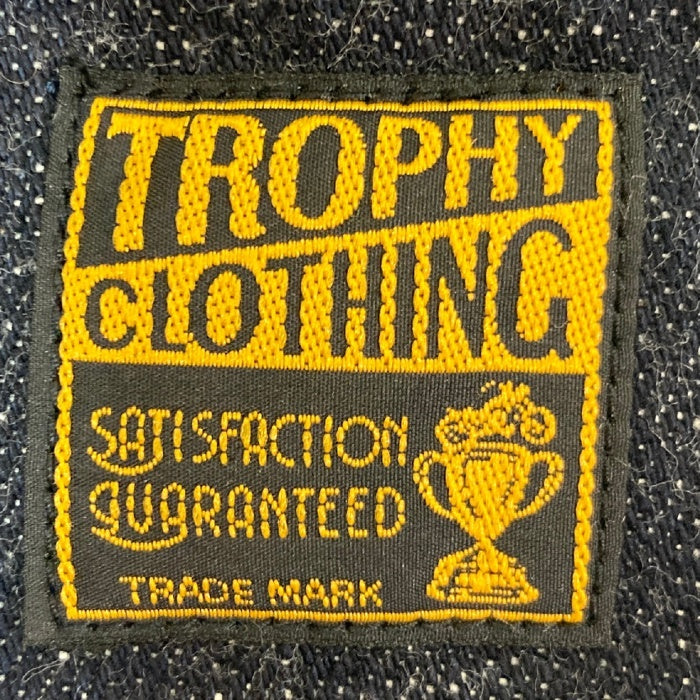 TROPHY
CLOTHING
SATISFACTION
GUARANTEED
TRADE MARK